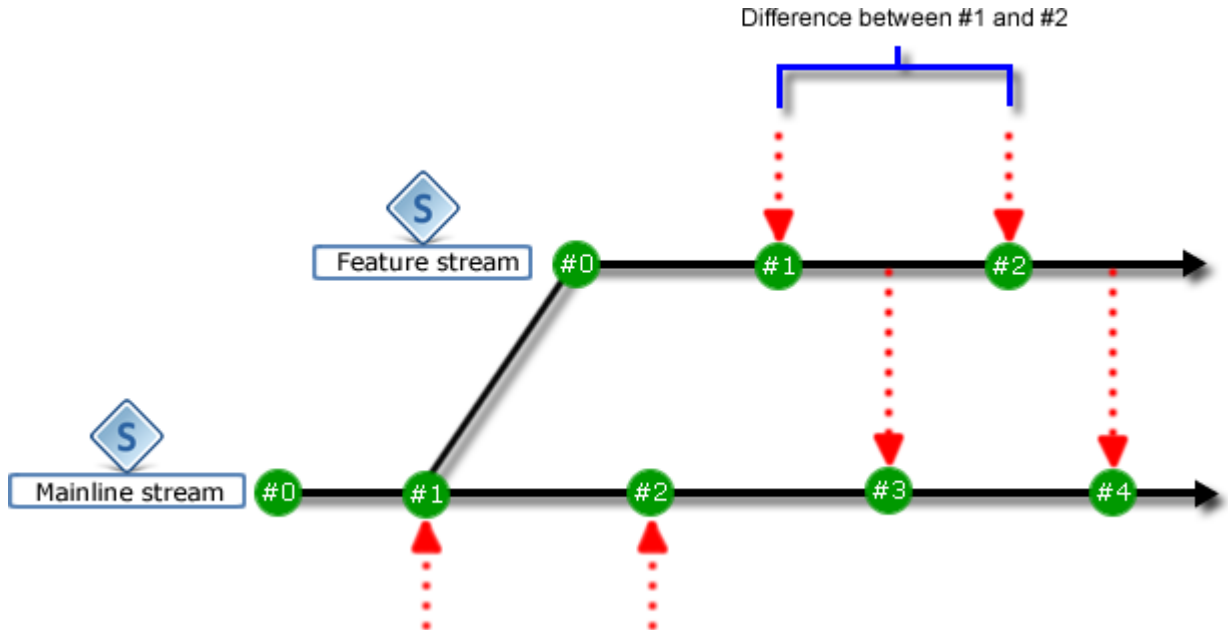 Difference between #1 and #2
S
Feature stream
#0
#1
#2
S
Mainline stream
#0
#1
#2
#3
#4